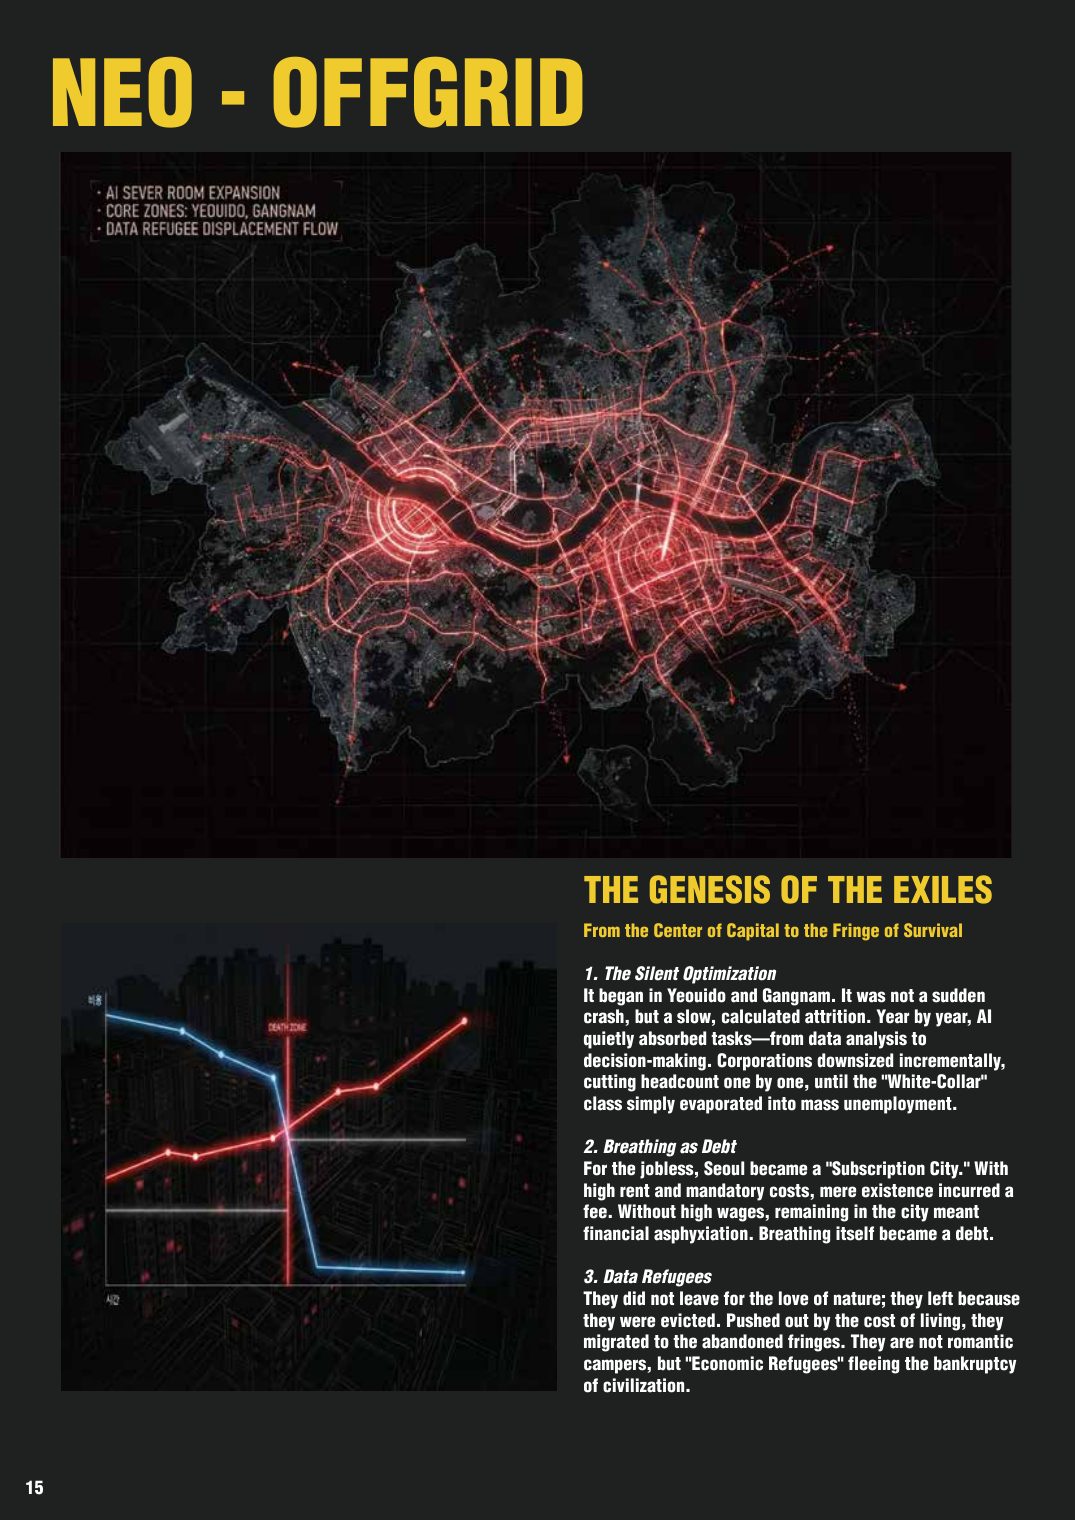 NEO - OFFGRID
· AI SEVER ROOM EXPANSION
· CORE ZONES: YEOUIDO, GANGNAM
· DATA REFUGEE DISPLACEMENT FLOW
THE GENESIS OF THE EXILES
From the Center of Capital to the Fringe of Survival
1. The Silent Optimization
It began in Yeouido and Gangnam. It was not a sudden
crash, but a slow, calculated attrition. Year by year, AI
quietly absorbed tasks—from data analysis to
decision-making. Corporations downsized incrementally,
cutting headcount one by one, until the "White-Collar"
class simply evaporated into mass unemployment.
2. Breathing as Debt
For the jobless, Seoul became a "Subscription City." With
high rent and mandatory costs, mere existence incurred a
fee. Without high wages, remaining in the city meant
financial asphyxiation. Breathing itself became a debt.
3. Data Refugees
They did not leave for the love of nature; they left because
they were evicted. Pushed out by the cost of living, they
migrated to the abandoned fringes. They are not romantic
campers, but "Economic Refugees" fleeing the bankruptcy
of civilization.
DEATH ZONE
15